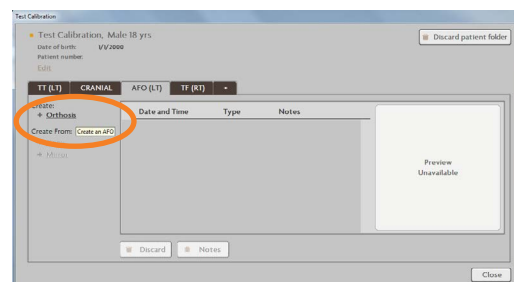 Test Calibration
Test Calibration, Male 18 yrs
Discard patient folder
Date of birth: 1/1/2000
Patient number:
Edit
TT (LT) CRANIAL AFO (LT) TF (RT)
Create:
+ Orthosis
Create From: Create an AFO
+ Mirror
Date and Time Type Notes
Preview
Unavailable
Discard Notes
Close